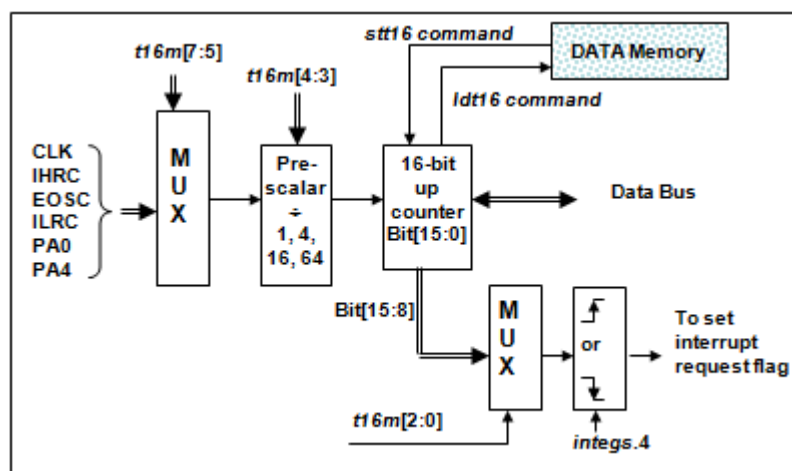 t16m[7:5]
stt16 command
DATA Memory
t16m[4:3]
ldt16 command
CLK
IHRC
EOSC
ILRC
PA0
PA4
M
U
X
Pre-
scalar
÷
1, 4,
16, 64
16-bit
up
counter
Bit[15:0]
Data Bus
Bit[15:8]
M
U
X
or
To set
interrupt
request flag
t16m[2:0]
integs.4